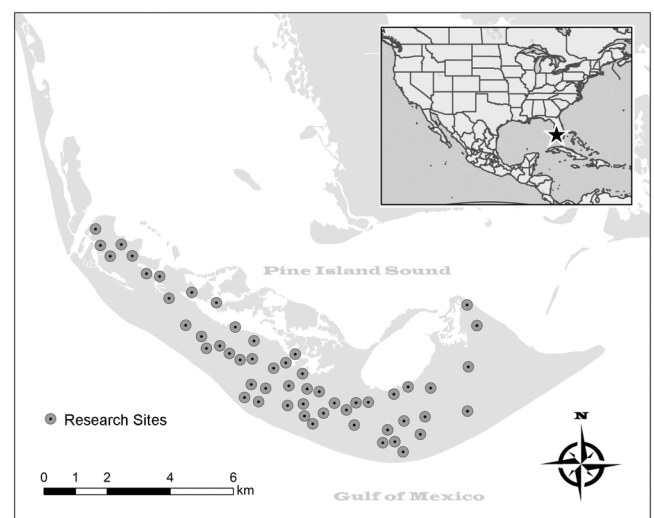 Pine Island Sound
Research Sites
N
0 1 2 4 6
km
Gulf of Mexico